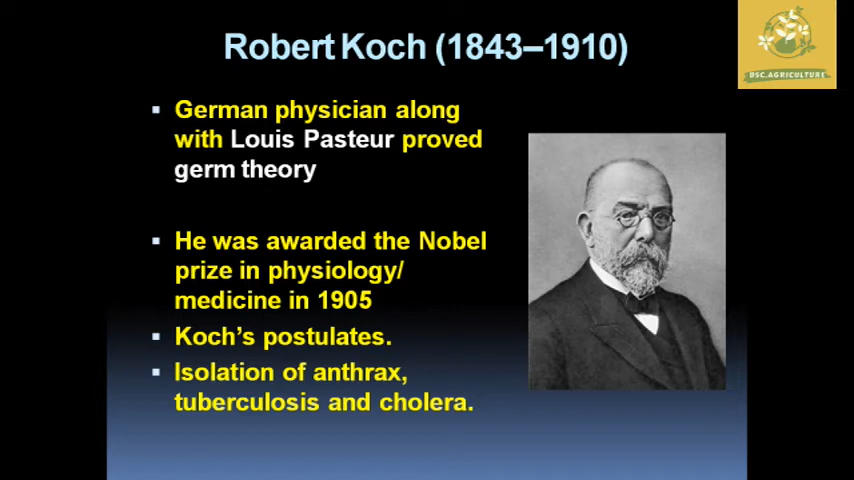 Robert Koch (1843–1910)
BSC.AGRICULTURE
▪ German physician along
with Louis Pasteur proved
germ theory
▪ He was awarded the Nobel
prize in physiology/
medicine in 1905
▪ Koch’s postulates.
▪ Isolation of anthrax,
tuberculosis and cholera.